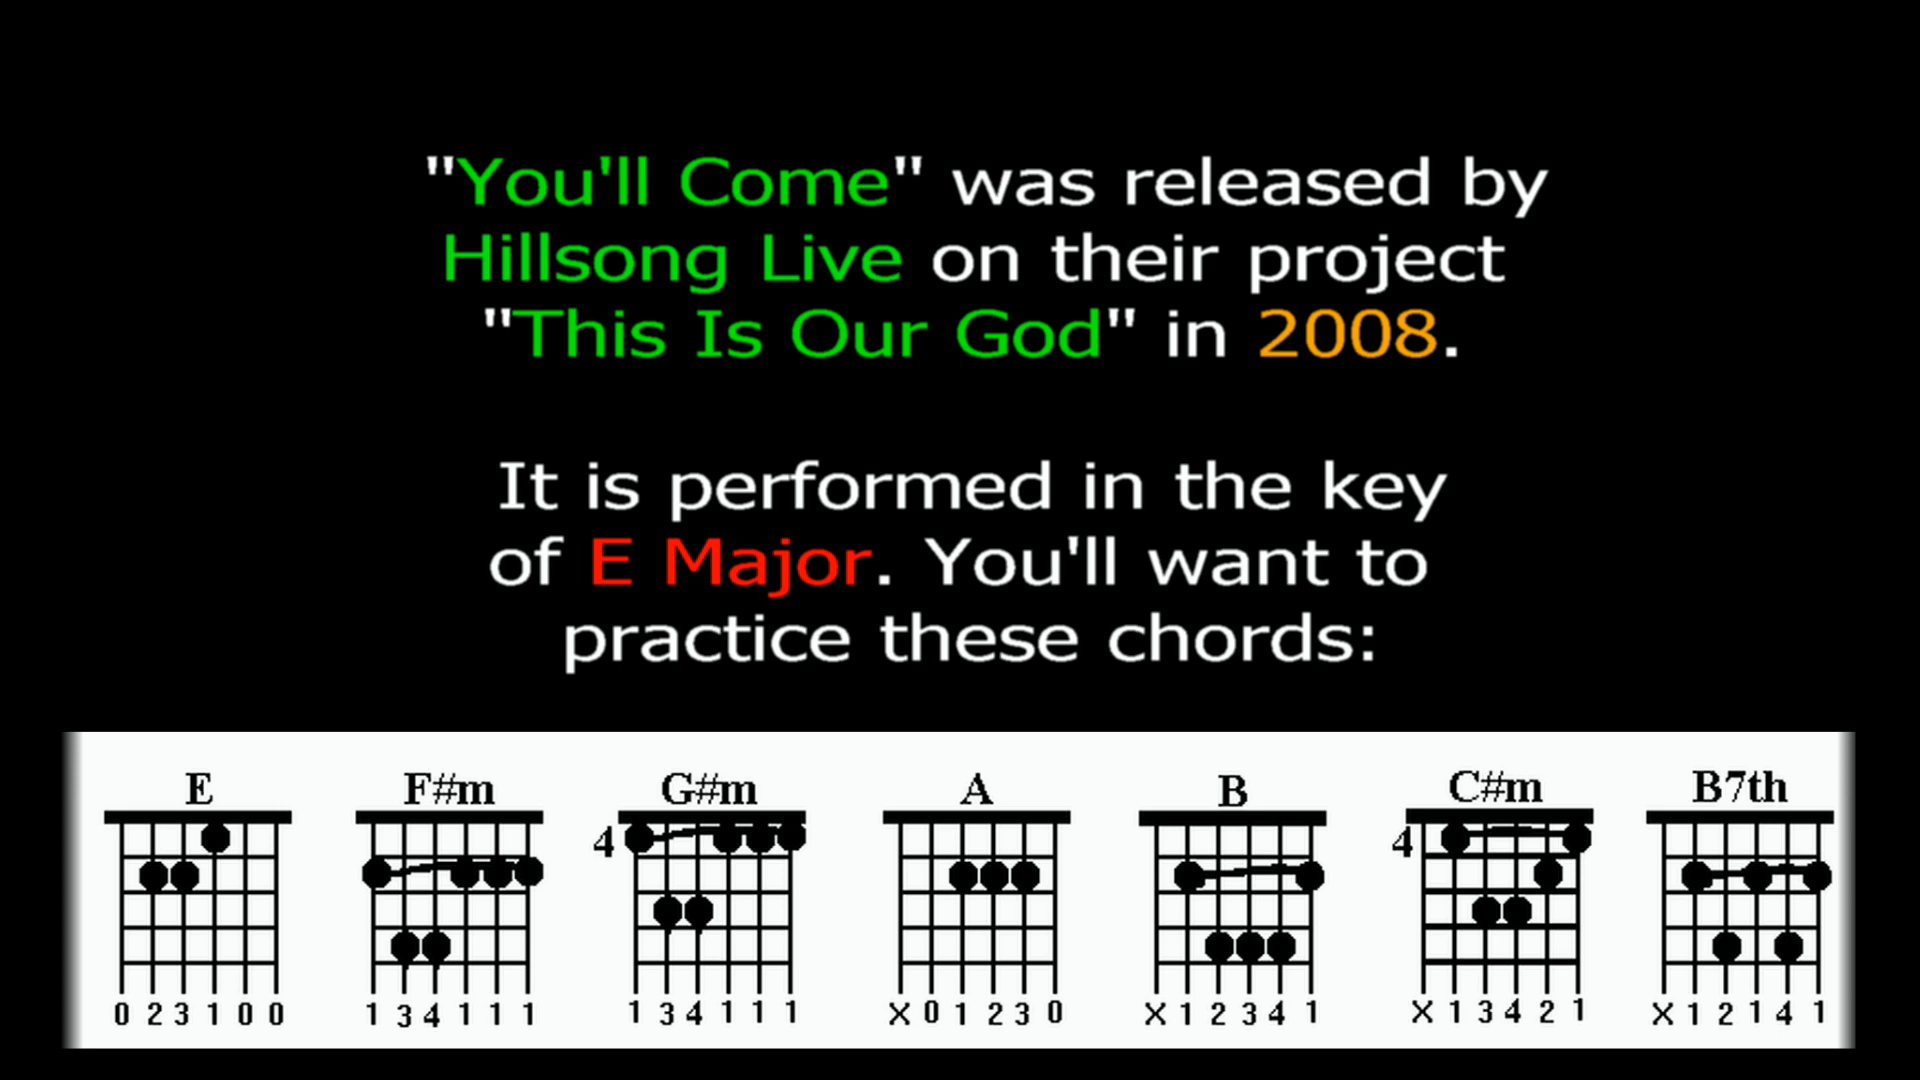 "You'll Come" was released by
Hillsong Live on their project
"This Is Our God" in 2008.
It is performed in the key
of E Major. You'll want to
practice these chords:
E F#m G#m A B C#m B7th
4 4
0 2 3 1 0 0 1 3 4 1 1 1 1 3 4 1 1 1 X 0 1 2 3 0 X 1 2 3 4 1 X 1 3 4 2 1 X 1 2 1 4 1